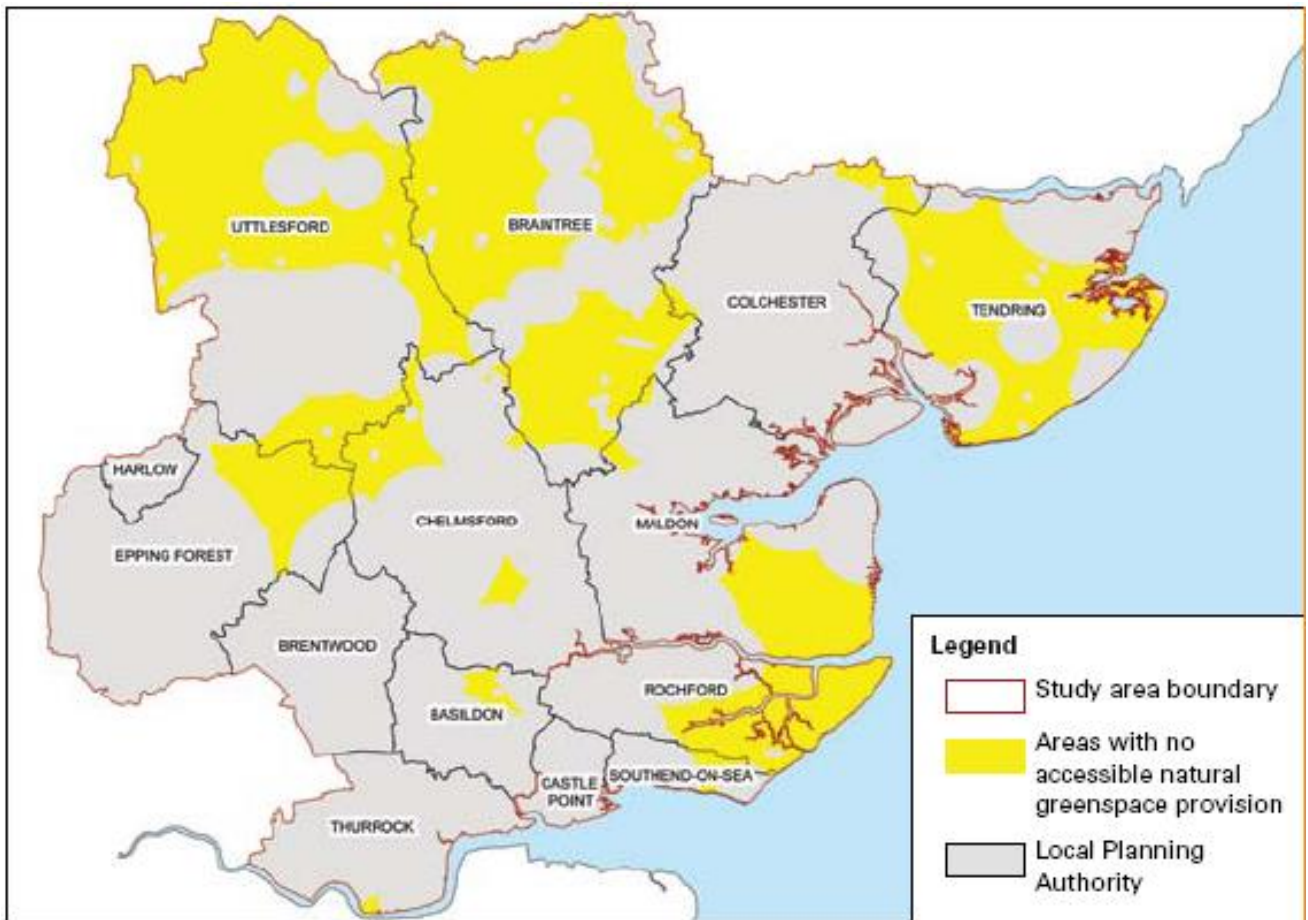 UTTLESFORD
BRAINTREE
COLCHESTER
TENDRING
HARLOW
EPPING FOREST
CHELMSFORD
MALDON
BRENTWOOD
ROCHFORD
BASILDON
CASTLE
POINT
SOUTHEND-ON-SEA
THURROCK
Legend
Study area boundary
Areas with no
accessible natural
greenspace provision
Local Planning
Authority